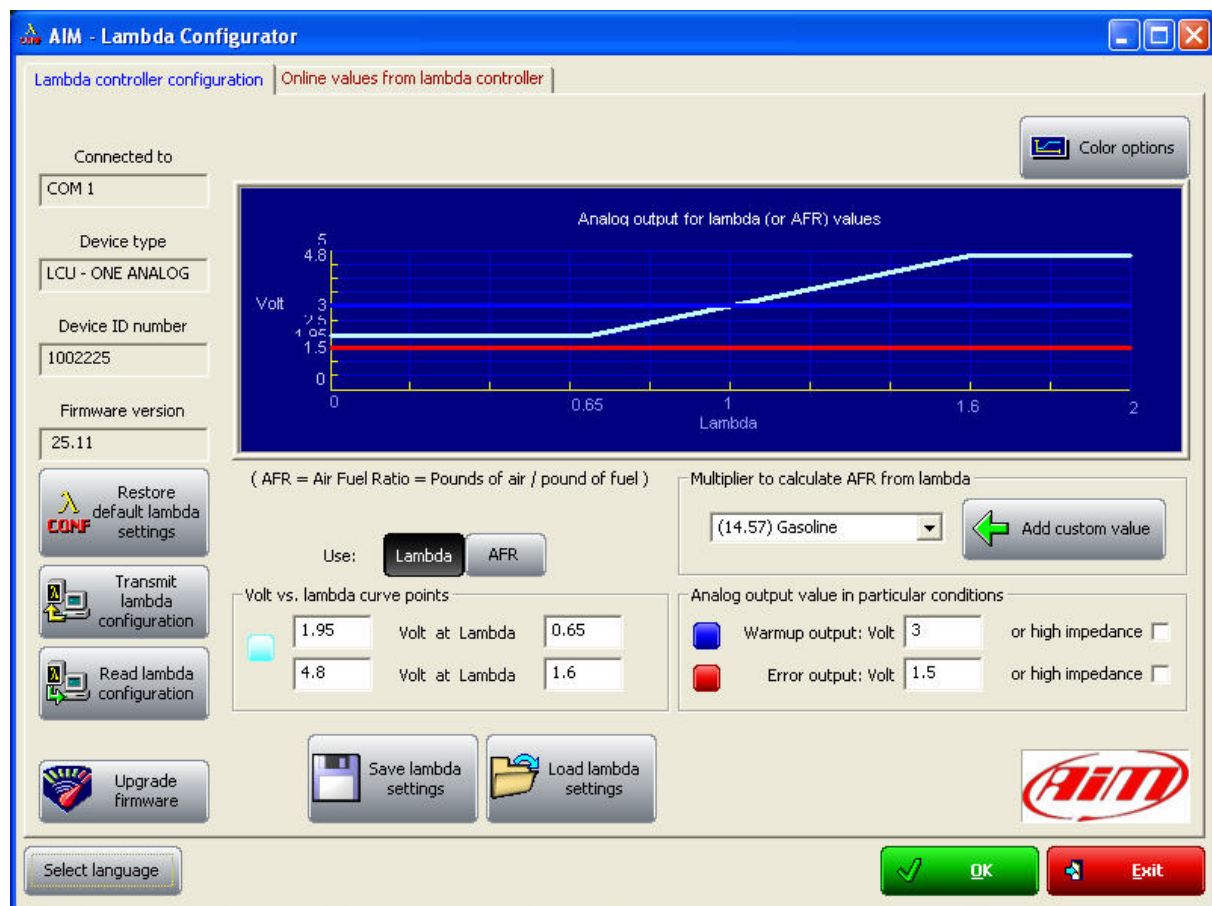 AIM - Lambda Configurator
Lambda controller configuration
Online values from lambda controller
Color options
Connected to
COM 1
Device type
LCU - ONE ANALOG
Device ID number
1002225
Firmware version
25.11
Analog output for lambda (or AFR) values
5
4.8
Volt
3
2.5
1.95
1.5
0
0 0.65 1 1.6 2
Lambda
λ CONF Restore default lambda settings
Transmit lambda configuration
Read lambda configuration
Upgrade firmware
( AFR = Air Fuel Ratio = Pounds of air / pound of fuel )
Use: Lambda AFR
Multiplier to calculate AFR from lambda
(14.57) Gasoline
Add custom value
Volt vs. lambda curve points
1.95 Volt at Lambda 0.65
4.8 Volt at Lambda 1.6
Analog output value in particular conditions
Warmup output: Volt 3 or high impedance
Error output: Volt 1.5 or high impedance
Save lambda settings
Load lambda settings
AiM
Select language
OK
Exit